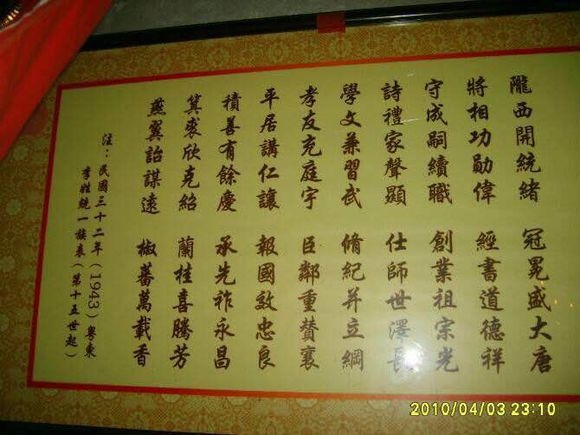 隴西開統緒 冠冕盛大唐
將相功勛偉 經書道德祥
守成嗣續職 創業祖宗光
詩禮家聲顯 仕師世澤長
學文兼習武 脩紀并立綱
孝友充庭宇 臣鄰重贊襄
平居講仁讓 報國效忠良
積善有餘慶 承先祚永昌
箕裘欣克紹 蘭桂喜騰芳
燕翼詒謀遠 椒蕃萬載香
注：民國三十二年（1943）粵東
李姓統一族表（第十五世起）
2010/04/03 23:10